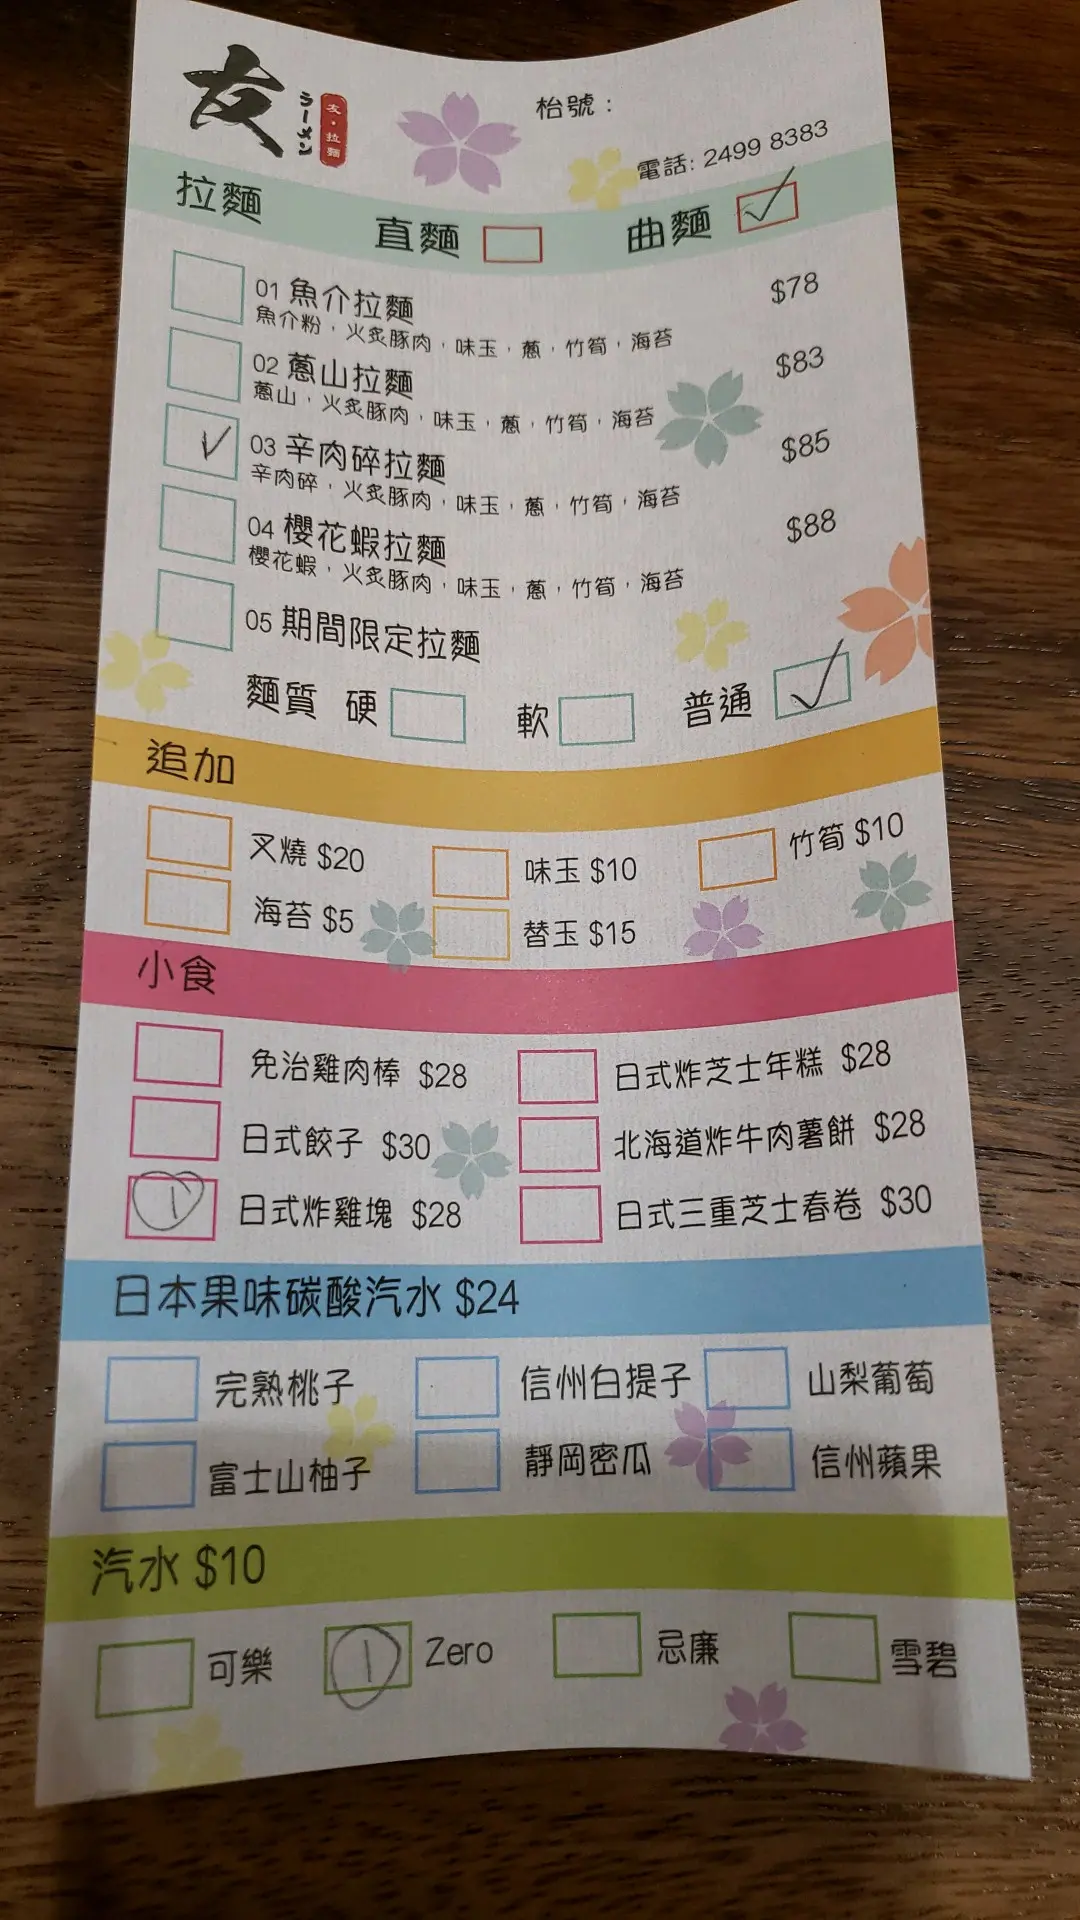 友
ラーメン
友・拉麵
枱號：
電話: 2499 8383
拉麵 直麵 曲麵 ✓
01 魚介拉麵 $78
魚介粉，火炙豚肉，味玉，蔥，竹筍，海苔
02 蔥山拉麵 $83
蔥山，火炙豚肉，味玉，蔥，竹筍，海苔
✓ 03 辛肉碎拉麵 $85
辛肉碎，火炙豚肉，味玉，蔥，竹筍，海苔
04 櫻花蝦拉麵 $88
櫻花蝦，火炙豚肉，味玉，蔥，竹筍，海苔
05 期間限定拉麵
麵質 硬 軟 普通 ✓
追加
叉燒 $20 味玉 $10 竹筍 $10
海苔 $5 替玉 $15
小食
免治雞肉棒 $28 日式炸芝士年糕 $28
日式餃子 $30 北海道炸牛肉薯餅 $28
1 日式炸雞塊 $28 日式三重芝士春卷 $30
日本果味碳酸汽水 $24
完熟桃子 信州白提子 山梨葡萄
富士山柚子 靜岡密瓜 信州蘋果
汽水 $10
可樂 1 Zero 忌廉 雪碧